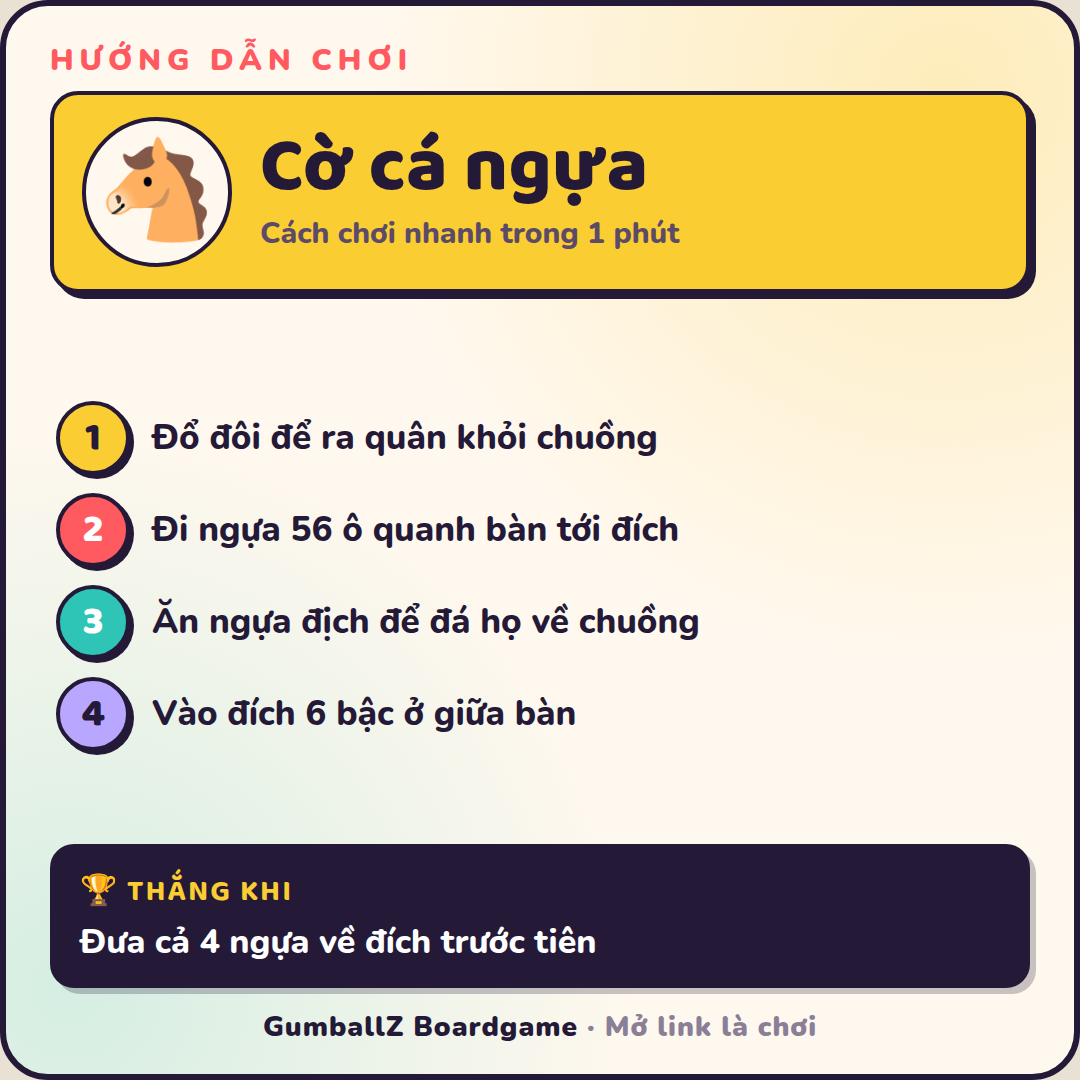 HƯỚNG DẪN CHƠI
Cờ cá ngựa
Cách chơi nhanh trong 1 phút
1 Đổ đôi để ra quân khỏi chuồng
2 Đi ngựa 56 ô quanh bàn tới đích
3 Ăn ngựa địch để đá họ về chuồng
4 Vào đích 6 bậc ở giữa bàn
THẮNG KHI
Đưa cả 4 ngựa về đích trước tiên
GumballZ Boardgame · Mở link là chơi